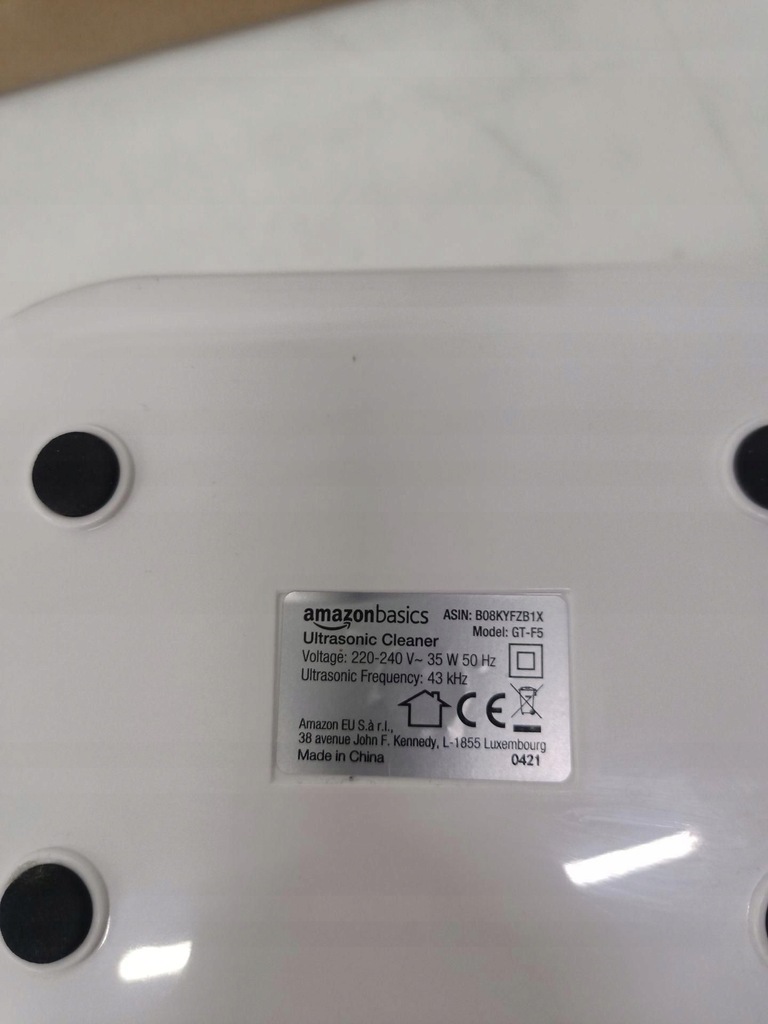 amazonbasics ASIN: B08KYFZB1X
Model: GT-F5
Ultrasonic Cleaner
Voltage: 220-240 V~ 35 W 50 Hz
Ultrasonic Frequency: 43 kHz
CE
Amazon EU S.à r.l.,
38 avenue John F. Kennedy, L-1855 Luxembourg
Made in China 0421